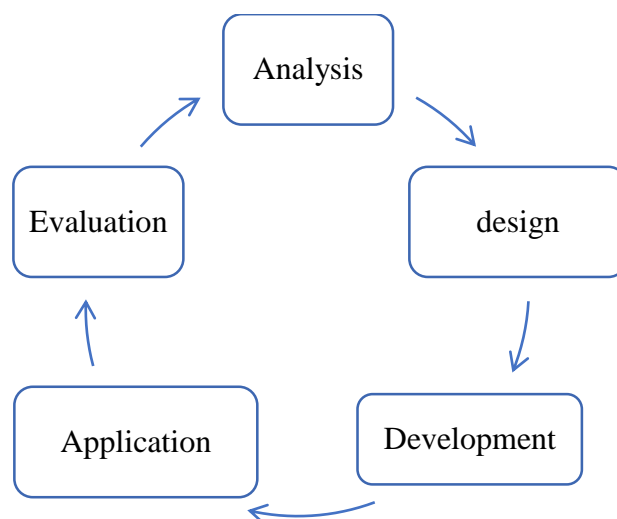 Analysis
design
Development
Application
Evaluation